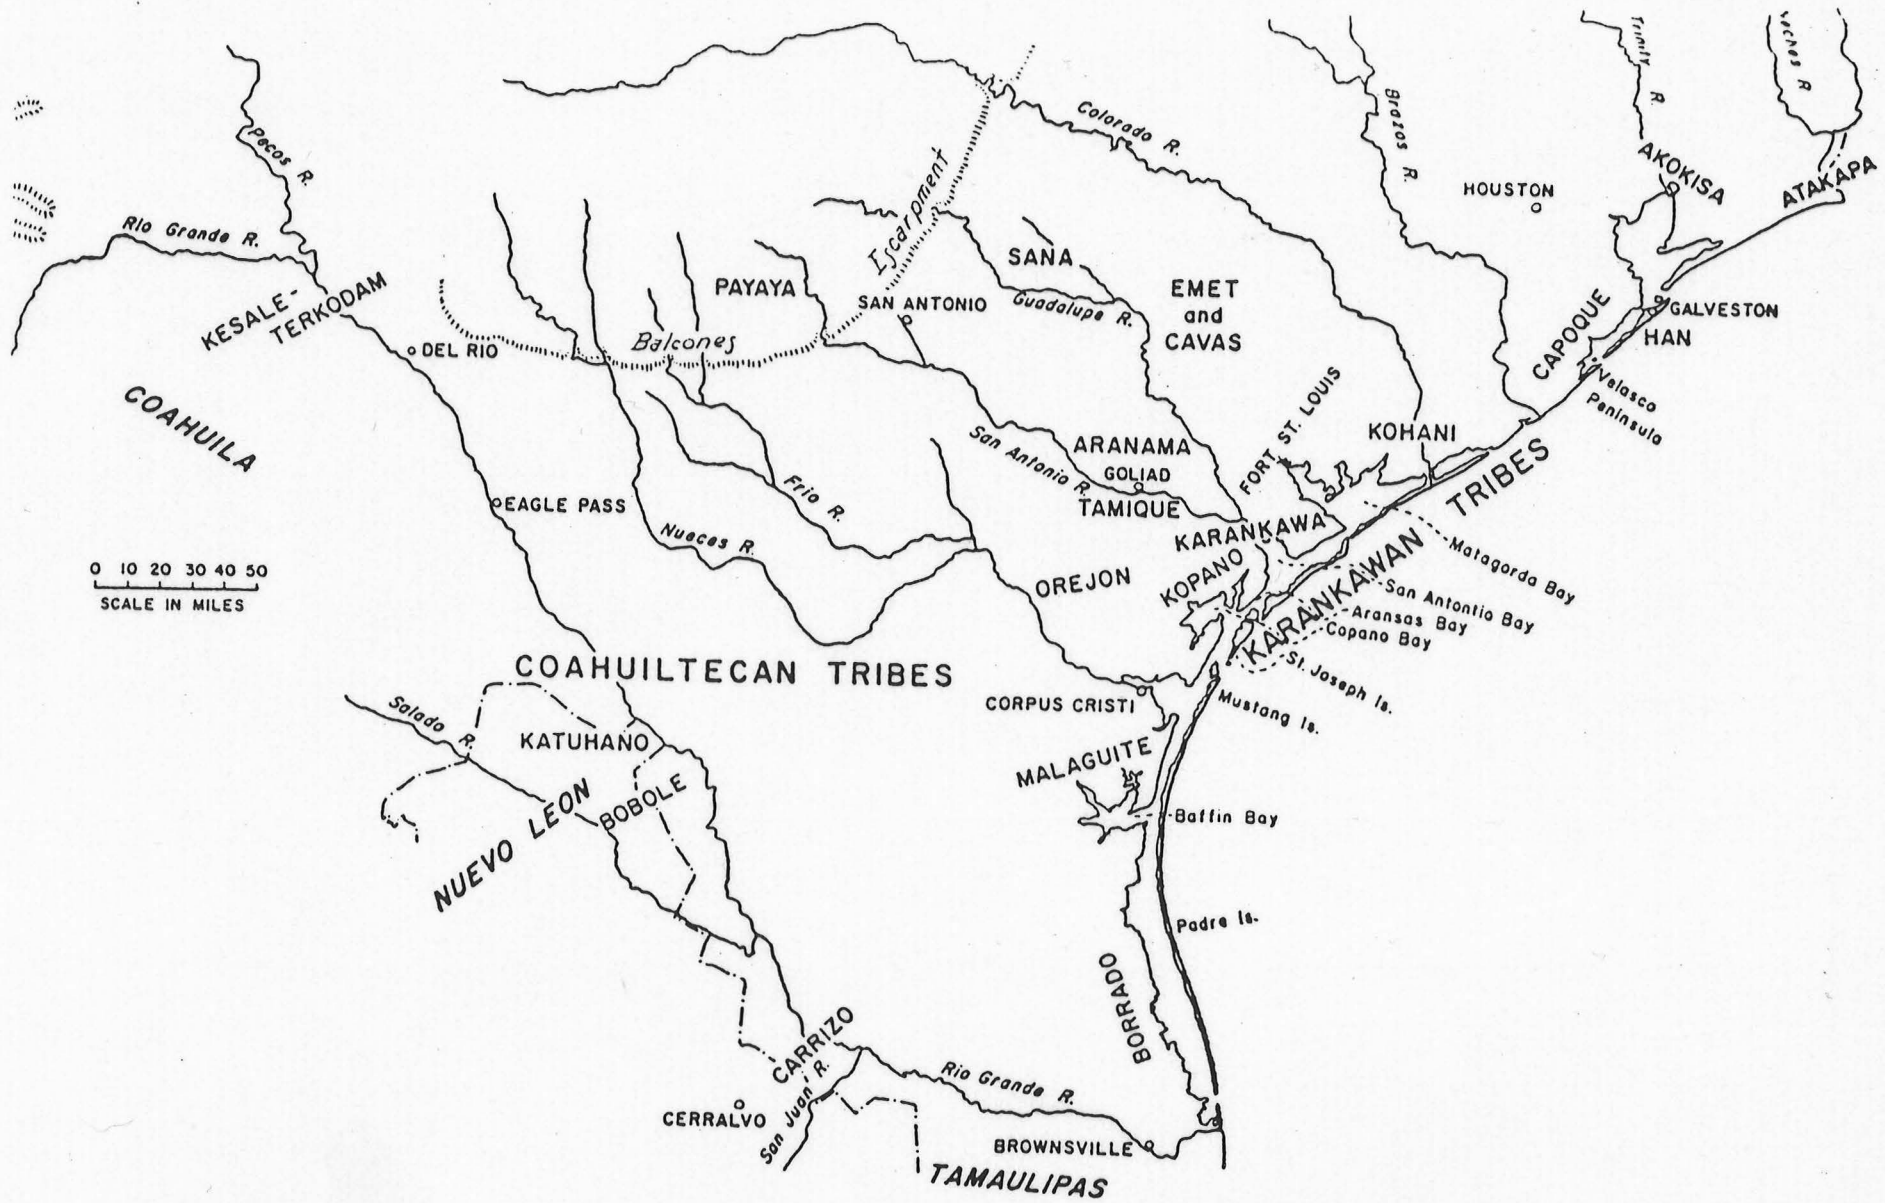 Trinity R.
Neches R
Pecos R.
Colorado R.
Brazos R.
AKOKISA
ATAKAPA
HOUSTON
Rio Grande R.
Escarpment
SANA
PAYAYA
SAN ANTONIO
Guadalupe R.
EMET
and
CAVAS
KESALE-
TERKODAM
DEL RIO
Balcones
CAPOQUE
GALVESTON
HAN
Velasco
Peninsula
COAHUILA
FORT ST. LOUIS
KOHANI
ARANAMA
San Antonio R.
GOLIAD
TAMIQUE
EAGLE PASS
Frio R.
Nueces R.
KARANKAWA
KARANKAWAN TRIBES
Matagorda Bay
KOPANO
OREJON
San Antontio Bay
Aransas Bay
Copano Bay
0 10 20 30 40 50
SCALE IN MILES
COAHUILTECAN TRIBES
St. Joseph Is.
CORPUS CRISTI
Mustang Is.
Salado R.
KATUHANO
MALAGUITE
BOBOLE
NUEVO LEON
Baffin Bay
Padre Is.
BORRADO
CARRIZO
Rio Grande R.
CERRALVO
San Juan R.
BROWNSVILLE
TAMAULIPAS